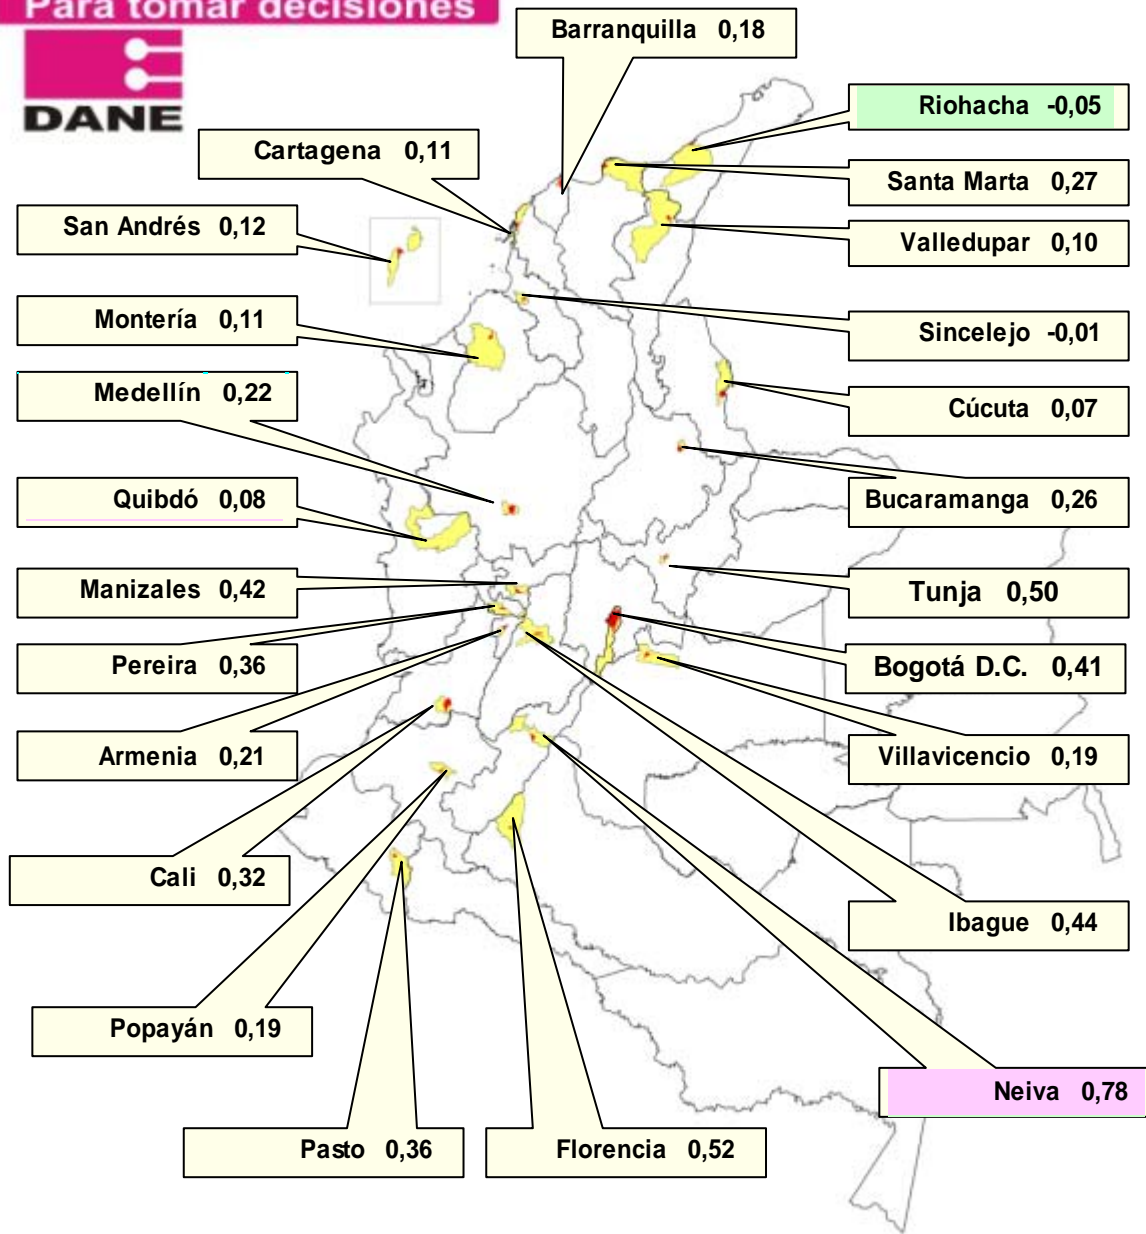 Para tomar decisiones
DANE
Barranquilla 0,18
Riohacha -0,05
Cartagena 0,11
Santa Marta 0,27
San Andrés 0,12
Valledupar 0,10
Montería 0,11
Sincelejo -0,01
Medellín 0,22
Cúcuta 0,07
Quibdó 0,08
Bucaramanga 0,26
Manizales 0,42
Tunja 0,50
Pereira 0,36
Bogotá D.C. 0,41
Armenia 0,21
Villavicencio 0,19
Cali 0,32
Ibague 0,44
Popayán 0,19
Neiva 0,78
Pasto 0,36
Florencia 0,52